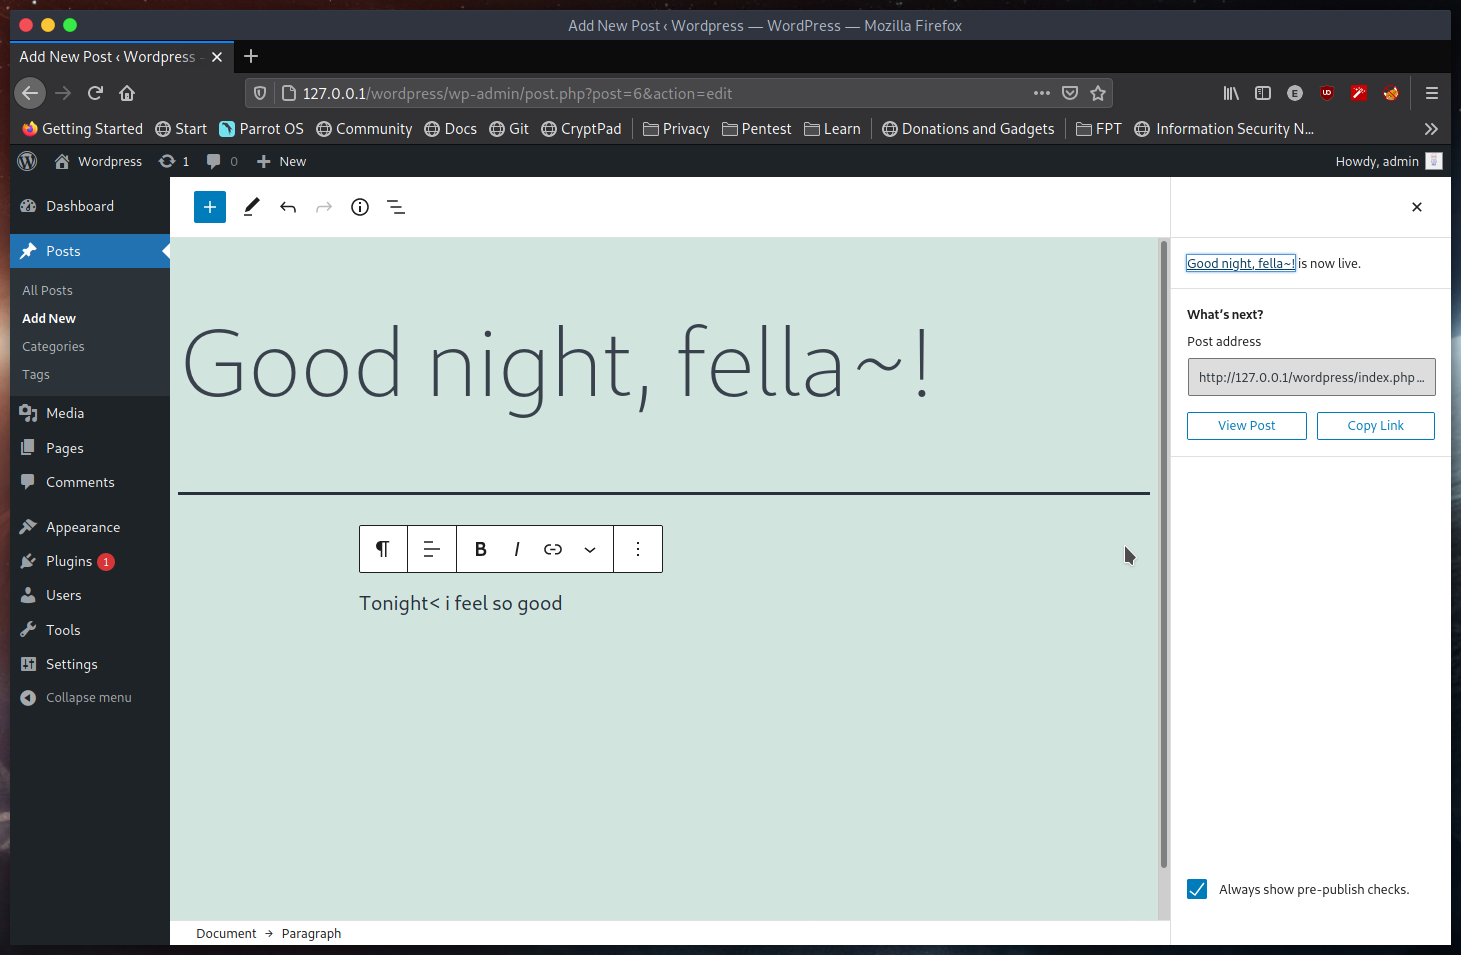 Add New Post ‹ Wordpress — WordPress — Mozilla Firefox
Add New Post ‹ Wordpress –
127.0.0.1/wordpress/wp-admin/post.php?post=6&action=edit
Getting Started Start Parrot OS Community Docs Git CryptPad Privacy Pentest Learn Donations and Gadgets FPT Information Security N...
Wordpress 1 0 New Howdy, admin
Dashboard
Posts
All Posts
Add New
Categories
Tags
Media
Pages
Comments
Appearance
Plugins 1
Users
Tools
Settings
Collapse menu
Good night, fella~!
B I
Tonight< i feel so good
Document → Paragraph
Good night, fella~! is now live.
What's next?
Post address
http://127.0.0.1/wordpress/index.php...
View Post Copy Link
Always show pre-publish checks.